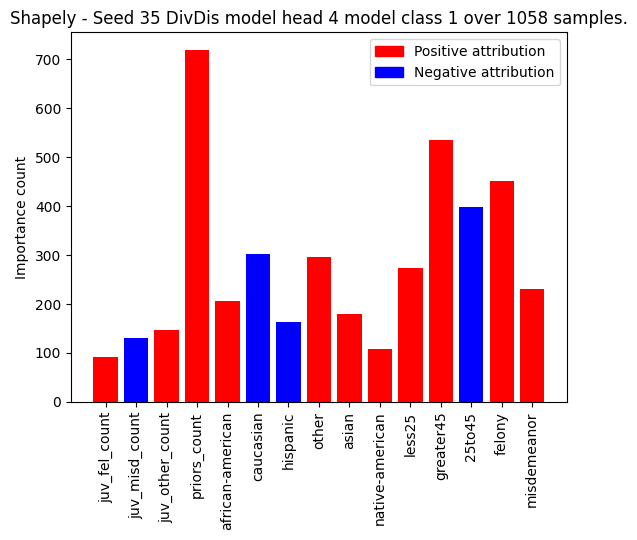 Shapely - Seed 35 DivDis model head 4 model class 1 over 1058 samples.
Positive attribution
Negative attribution
Importance count
700
600
500
400
300
200
100
0
juv_fel_count
juv_misd_count
juv_other_count
priors_count
african-american
caucasian
hispanic
other
asian
native-american
less25
greater45
25to45
felony
misdemeanor